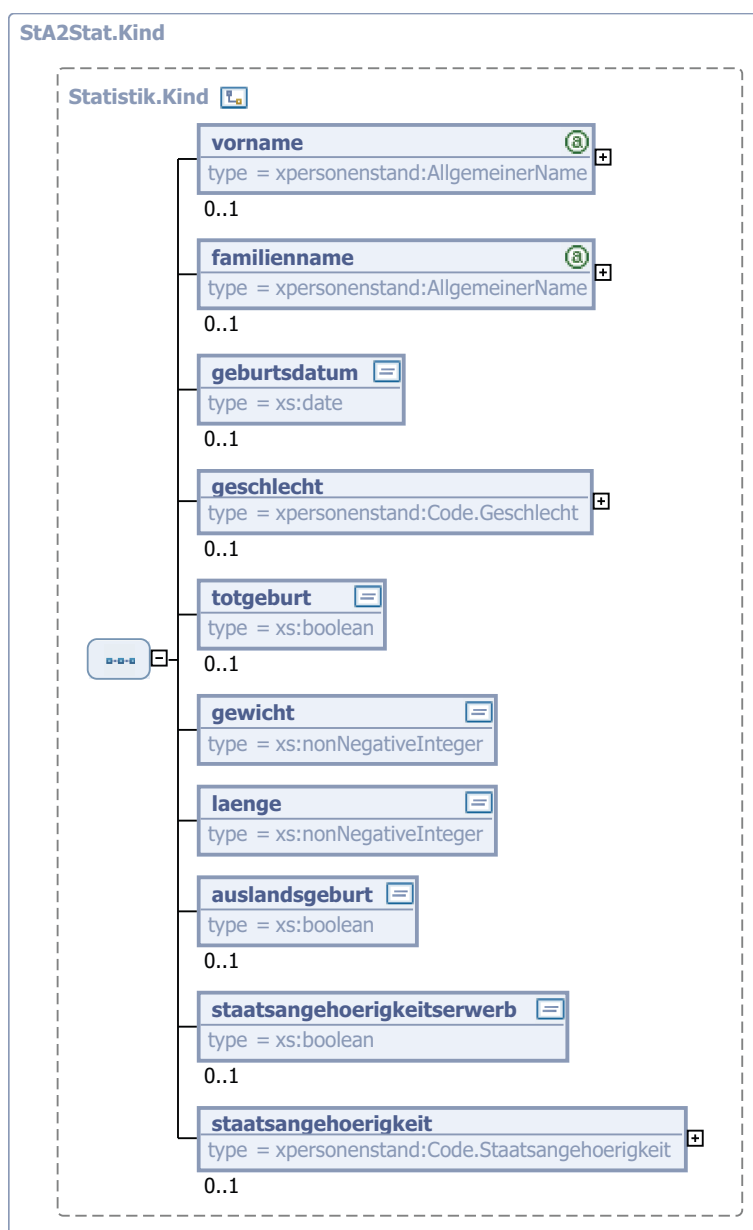 StA2Stat.Kind
Statistik.Kind
vorname
type = xpersonenstand:AllgemeinerName
0..1
familienname
type = xpersonenstand:AllgemeinerName
0..1
geburtsdatum
type = xs:date
0..1
geschlecht
type = xpersonenstand:Code.Geschlecht
0..1
totgeburt
type = xs:boolean
0..1
gewicht
type = xs:nonNegativeInteger
laenge
type = xs:nonNegativeInteger
auslandsgeburt
type = xs:boolean
0..1
staatsangehoerigkeitserwerb
type = xs:boolean
0..1
staatsangehoerigkeit
type = xpersonenstand:Code.Staatsangehoerigkeit
0..1